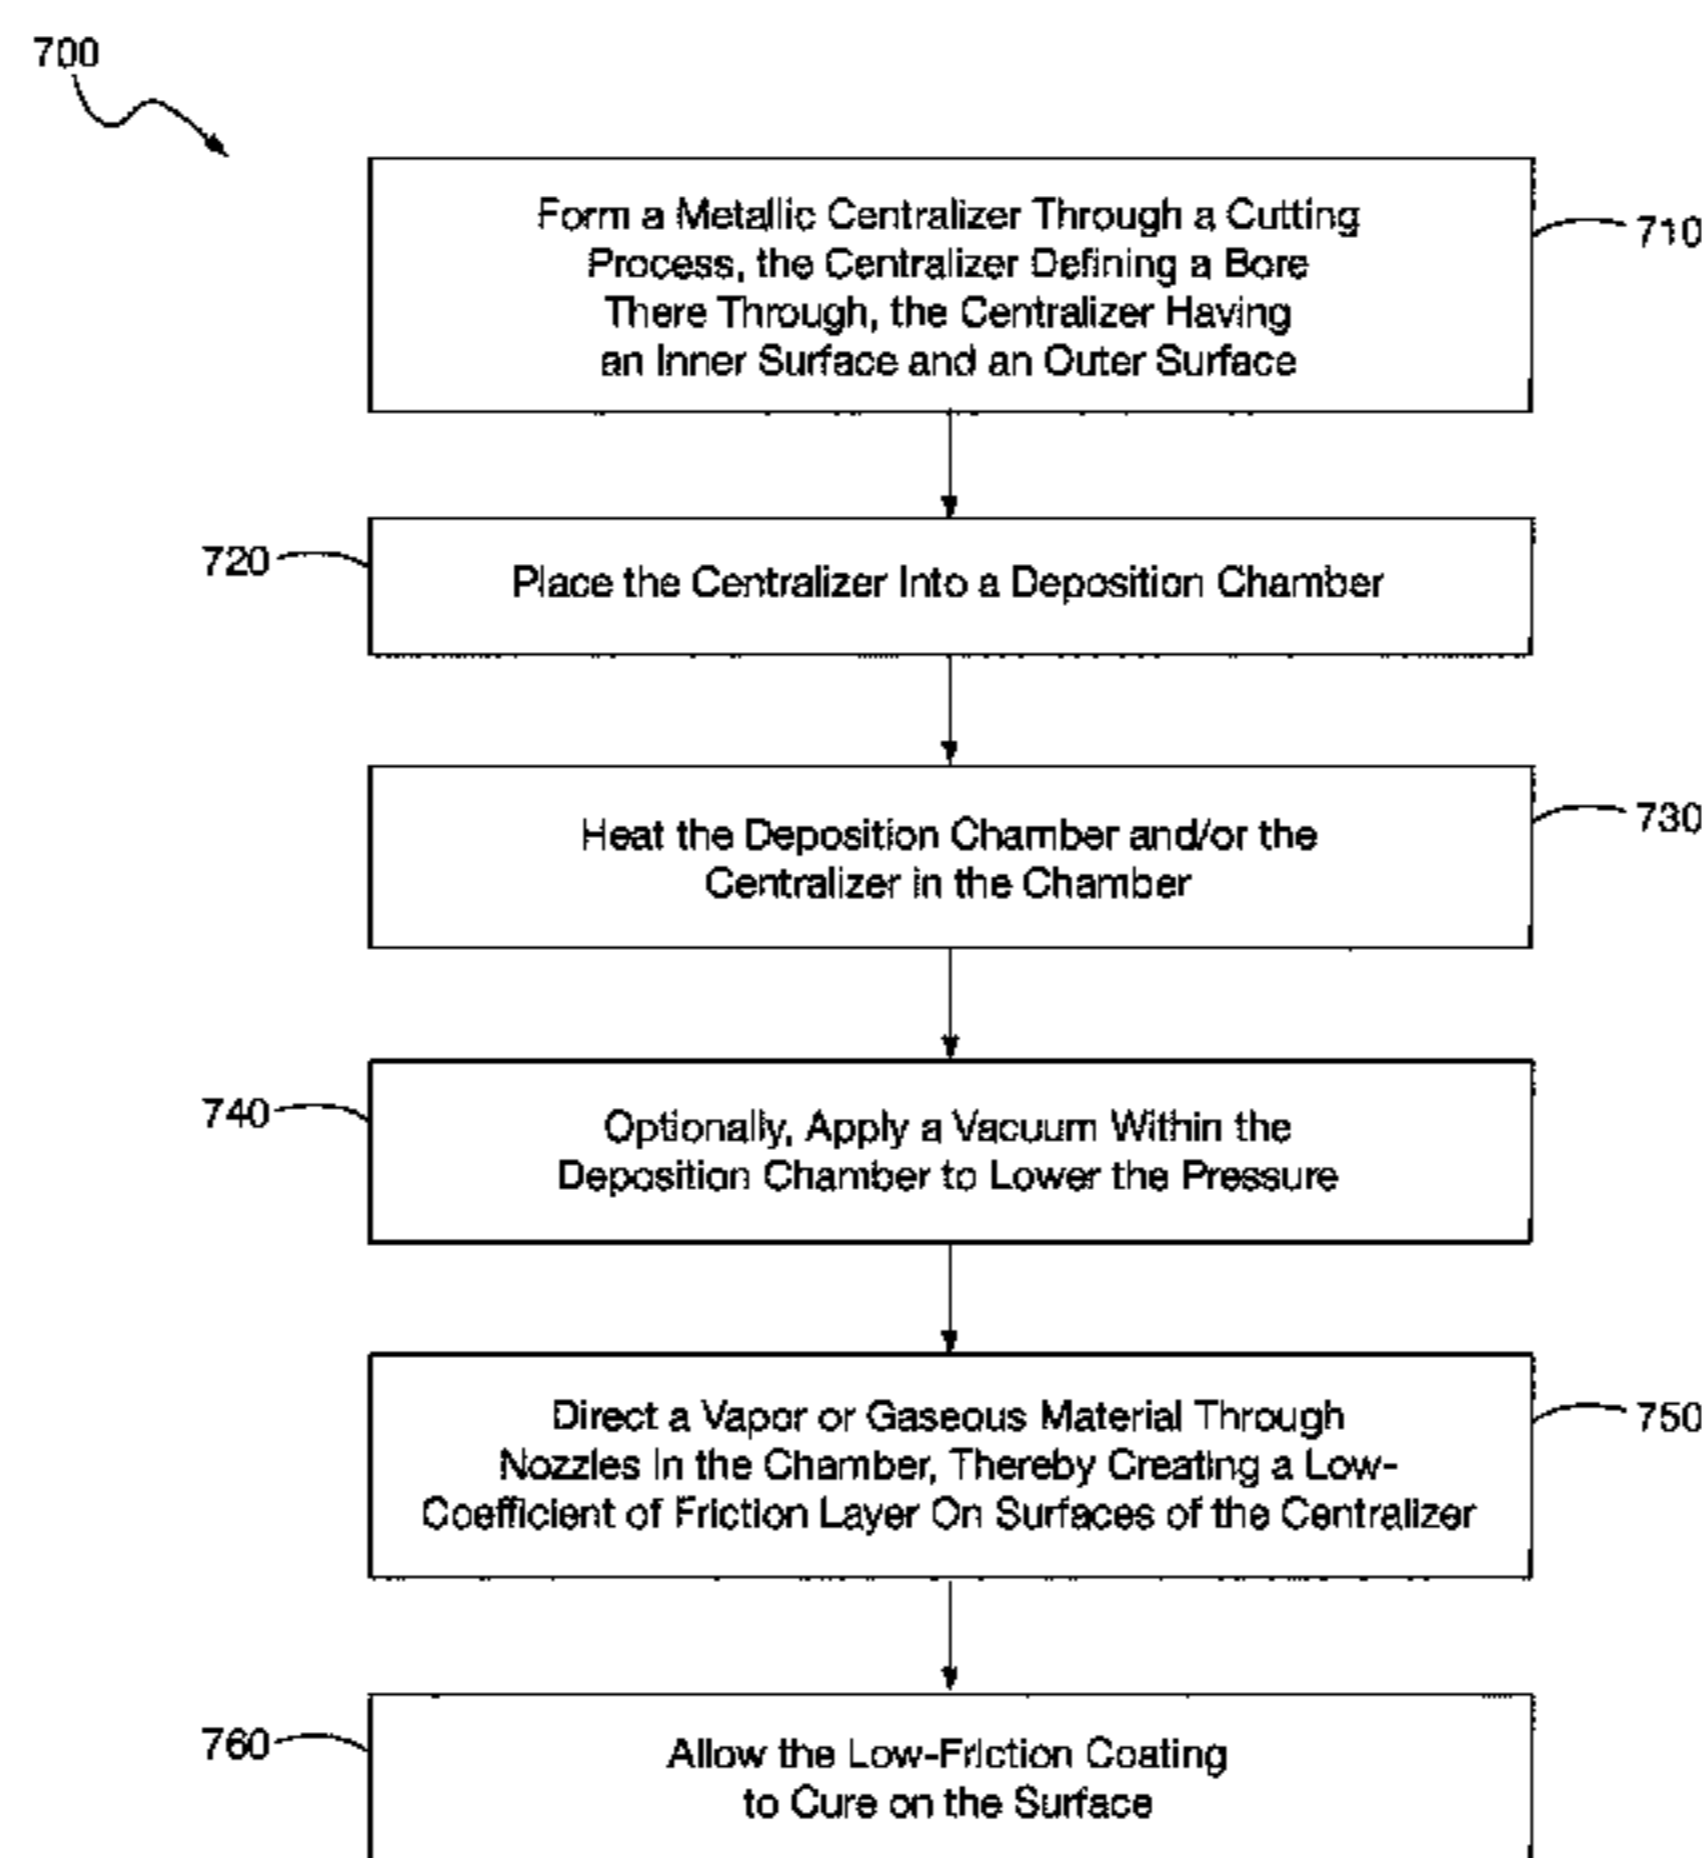 700
Form a Metallic Centralizer Through a Cutting
Process, the Centralizer Defining a Bore
There Through, the Centralizer Having
an Inner Surface and an Outer Surface
710
720
Place the Centralizer Into a Deposition Chamber
Heat the Deposition Chamber and/or the
Centralizer in the Chamber
730
740
Optionally, Apply a Vacuum Within the
Deposition Chamber to Lower the Pressure
Direct a Vapor or Gaseous Material Through
Nozzles In the Chamber, Thereby Creating a Low-
Coefficient of Friction Layer On Surfaces of the Centralizer
750
760
Allow the Low-Friction Coating
to Cure on the Surface